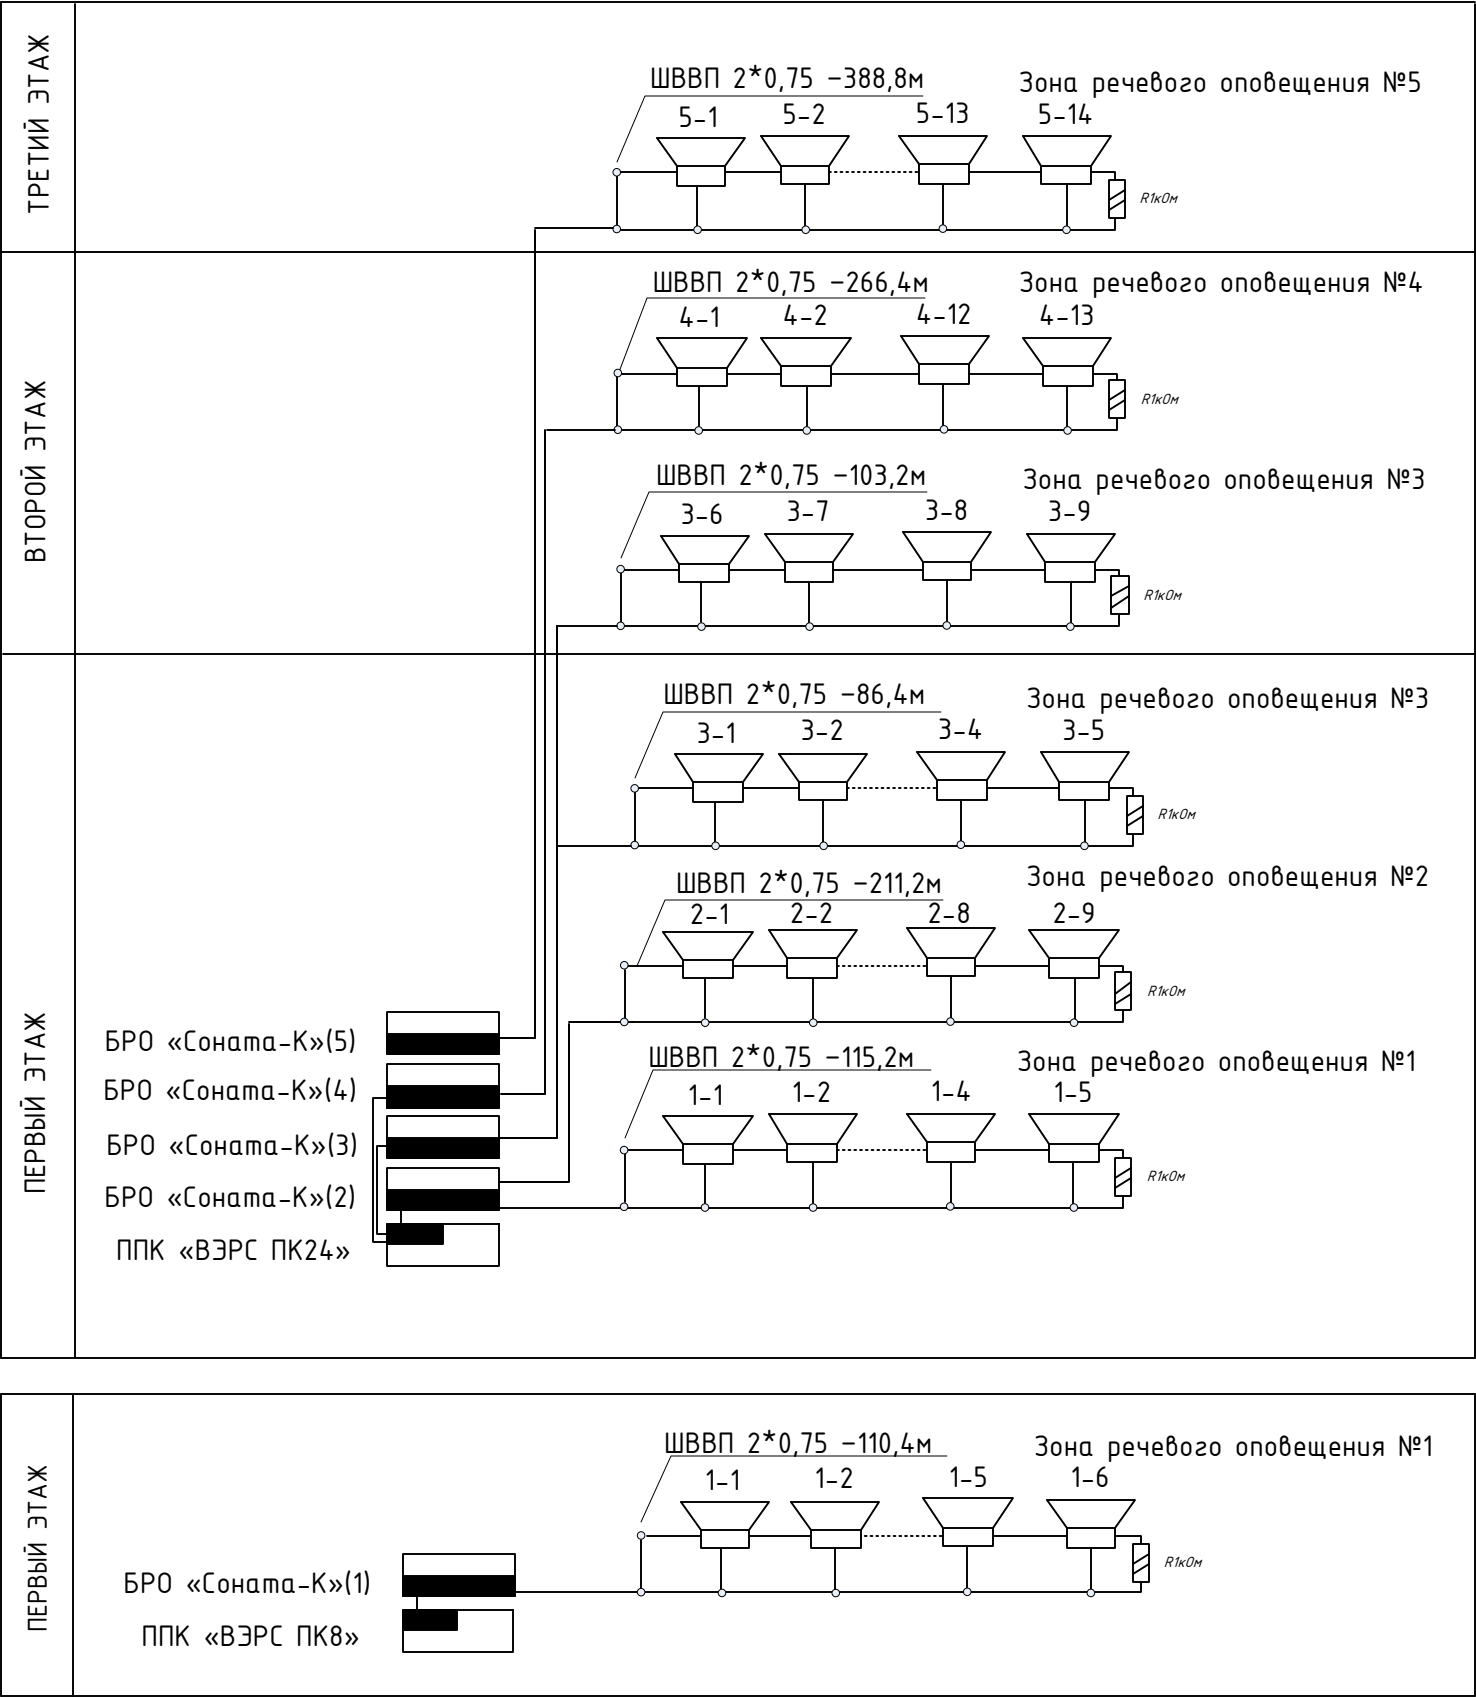 ТРЕТИЙ ЭТАЖ
ШВВП 2*0,75 –388,8м
Зона речевого оповещения №5
5–1
5–2
5–13
5–14
R1кОм
ВТОРОЙ ЭТАЖ
ШВВП 2*0,75 –266,4м
Зона речевого оповещения №4
4–1
4–2
4–12
4–13
R1кОм
ШВВП 2*0,75 –103,2м
Зона речевого оповещения №3
3–6
3–7
3–8
3–9
R1кОм
ПЕРВЫЙ ЭТАЖ
ШВВП 2*0,75 –86,4м
Зона речевого оповещения №3
3–1
3–2
3–4
3–5
R1кОм
ШВВП 2*0,75 –211,2м
Зона речевого оповещения №2
2–1
2–2
2–8
2–9
R1кОм
ШВВП 2*0,75 –115,2м
Зона речевого оповещения №1
1–1
1–2
1–4
1–5
R1кОм
БРО «Соната–К»(5)
БРО «Соната–К»(4)
БРО «Соната–К»(3)
БРО «Соната–К»(2)
ППК «ВЭРС ПК24»
ПЕРВЫЙ ЭТАЖ
ШВВП 2*0,75 –110,4м
Зона речевого оповещения №1
1–1
1–2
1–5
1–6
R1кОм
БРО «Соната–К»(1)
ППК «ВЭРС ПК8»